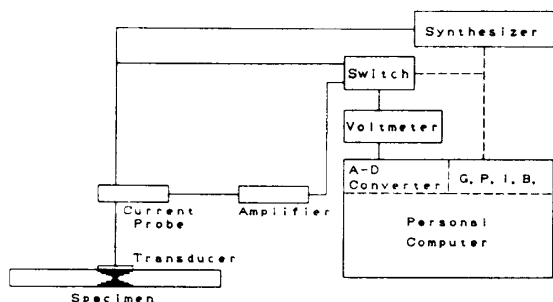 Synthesizer
Switch
Voltmeter
A-D
Converter
G. P. I. B.
Current
Probe
Amplifier
Personal
Computer
Transducer
Specimen